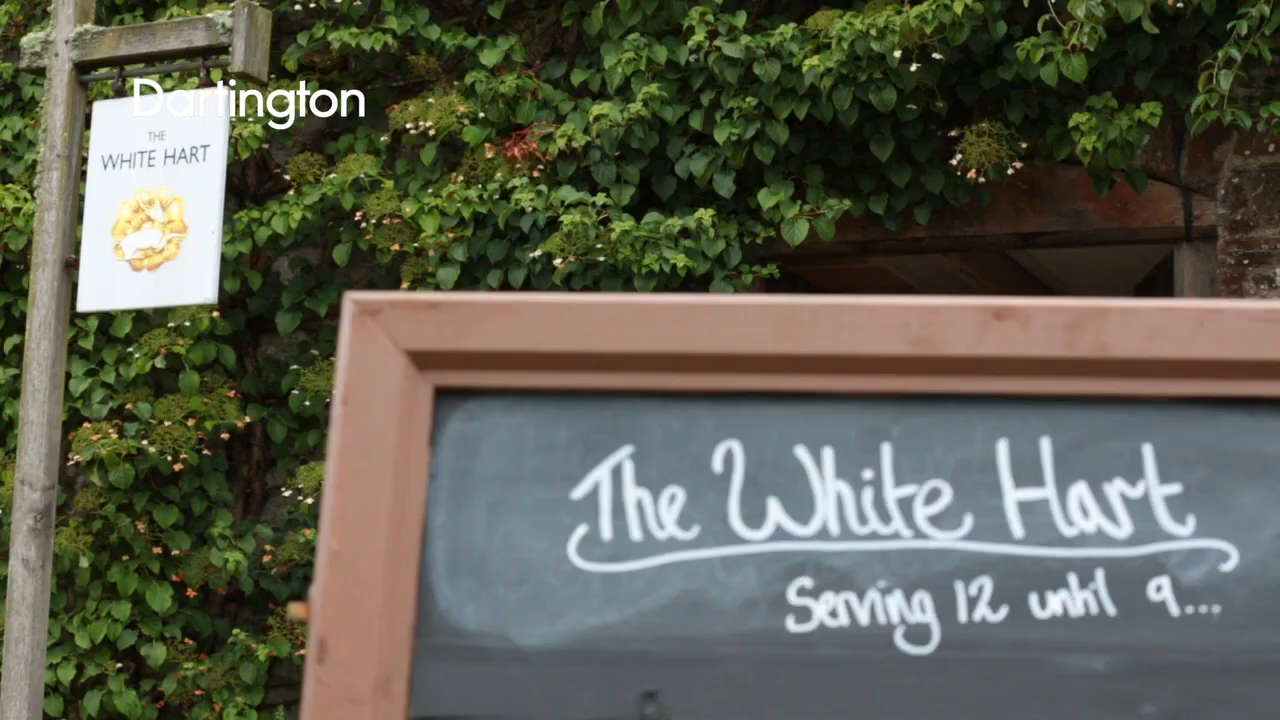 Dartington
THE
WHITE HART
The White Hart
Serving 12 until 9...